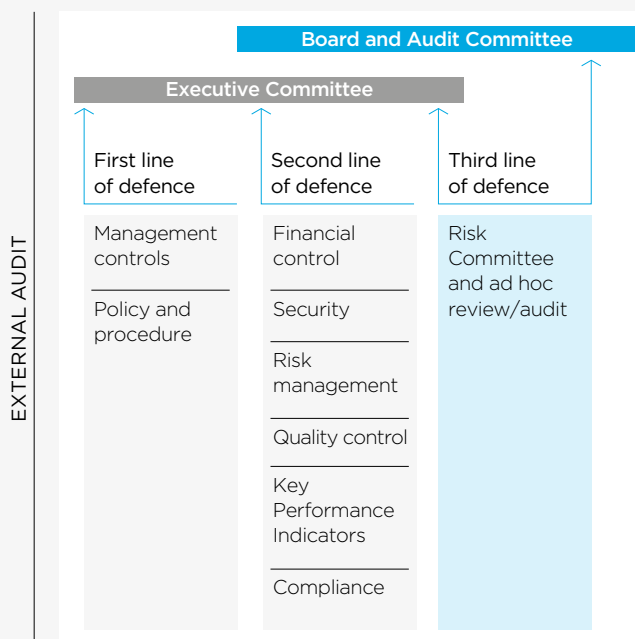 Board and Audit Committee
Executive Committee
First line
of defence
Second line
of defence
Third line
of defence
EXTERNAL AUDIT
Management
controls
Policy and
procedure
Financial
control
Security
Risk
management
Quality control
Key
Performance
Indicators
Compliance
Risk
Committee
and ad hoc
review/audit